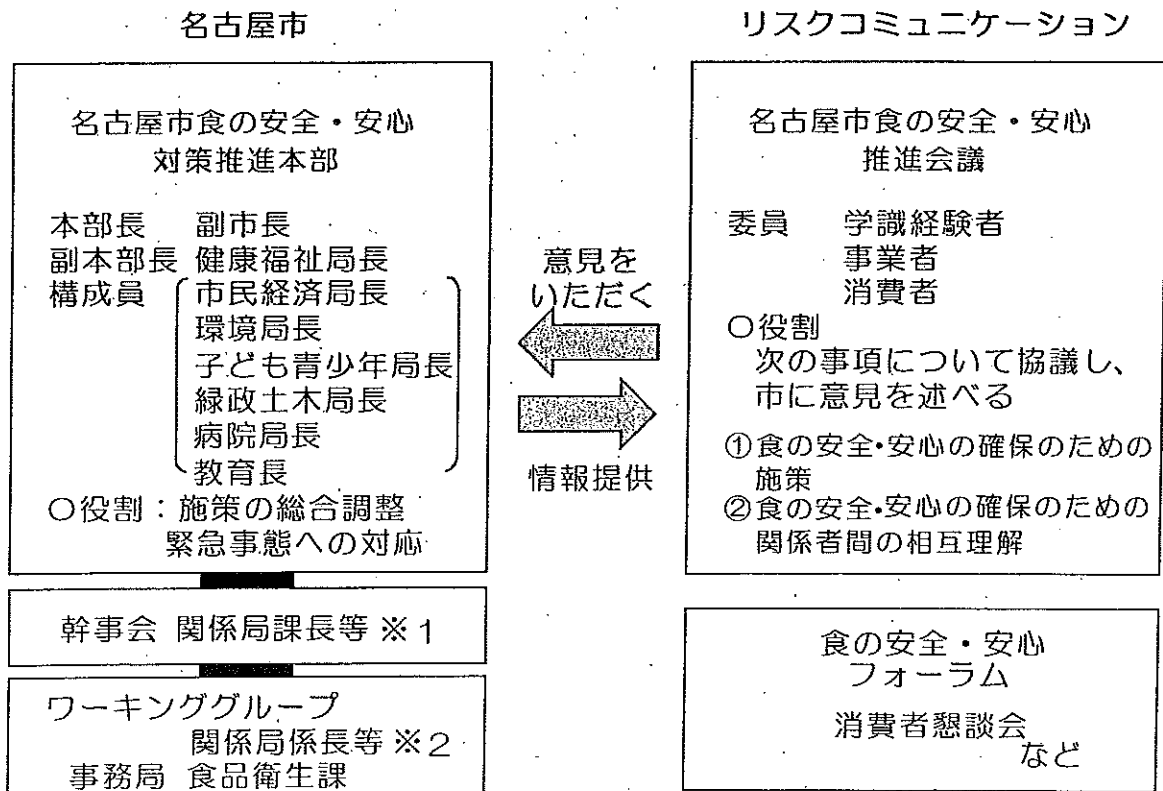 名古屋市
名古屋市食の安全・安心
対策推進本部
本部長 副市長
副本部長 健康福祉局長
構成員 市民経済局長
環境局長
子ども青少年局長
緑政土木局長
病院局長
教育長
○役割：施策の総合調整
緊急事態への対応
幹事会 関係局課長等 ※1
ワーキンググループ
関係局係長等 ※2
事務局 食品衛生課
意見を
いただく
情報提供
リスクコミュニケーション
名古屋市食の安全・安心
推進会議
委員 学識経験者
事業者
消費者
○役割
次の事項について協議し、
市に意見を述べる
①食の安全・安心の確保のための
施策
②食の安全・安心の確保のための
関係者間の相互理解
食の安全・安心
フォーラム
消費者懇談会
など